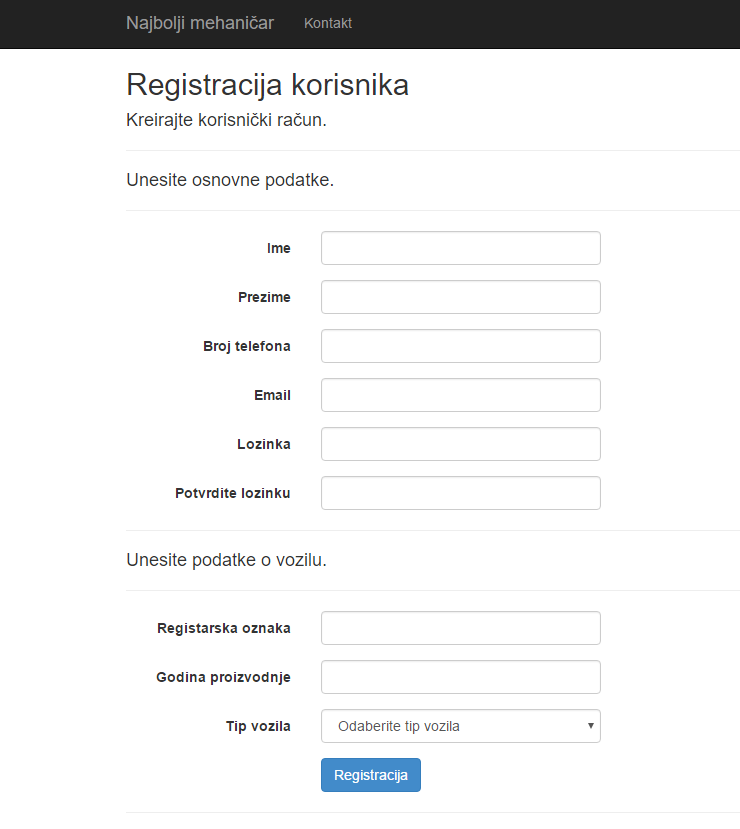 Najbolji mehaničar Kontakt
Registracija korisnika
Kreirajte korisnički račun.
Unesite osnovne podatke.
Ime
Prezime
Broj telefona
Email
Lozinka
Potvrdite lozinku
Unesite podatke o vozilu.
Registarska oznaka
Godina proizvodnje
Tip vozila Odaberite tip vozila
Registracija